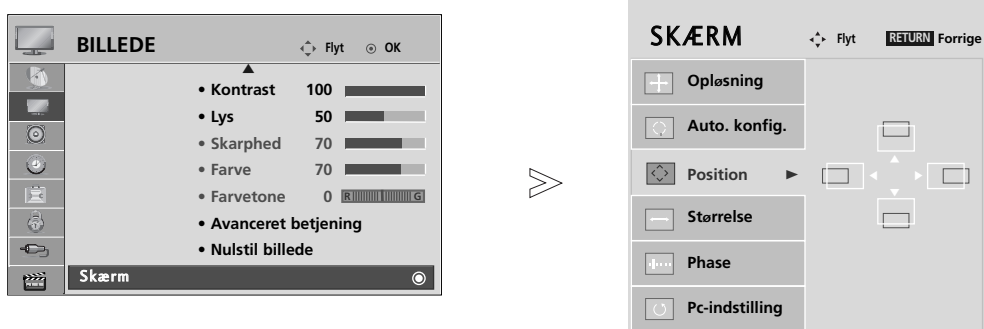 BILLEDE
Flyt OK
• Kontrast 100
• Lys 50
• Skarphed 70
• Farve 70
• Farvetone 0 R G
• Avanceret betjening
• Nulstil billede
Skærm
SKÆRM
Flyt RETURN Forrige
Opløsning
Auto. konfig.
Position
Størrelse
Phase
Pc-indstilling